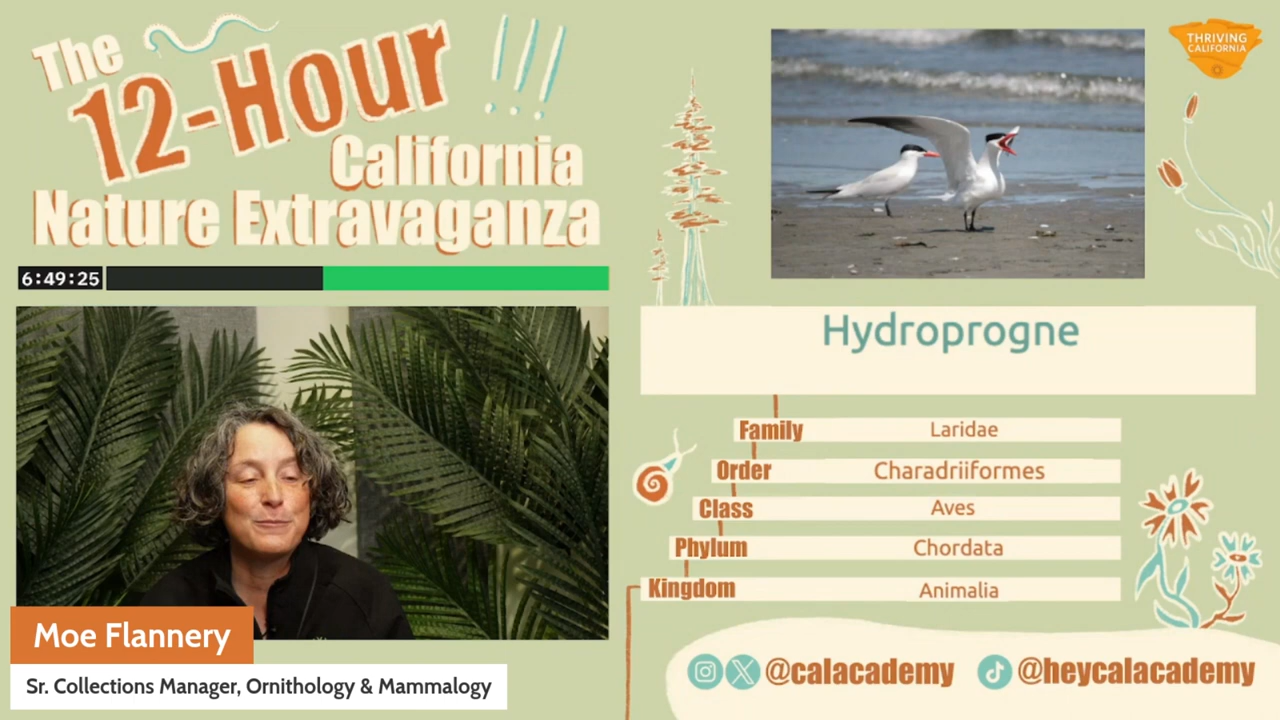 The
12-Hour
!!!
California
Nature Extravaganza
6:49:25
Moe Flannery
Sr. Collections Manager, Ornithology & Mammalogy
THRIVING
CALIFORNIA
Hydroprogne
Family Laridae
Order Charadriiformes
Class Aves
Phylum Chordata
Kingdom Animalia
@calacademy @heycalacademy